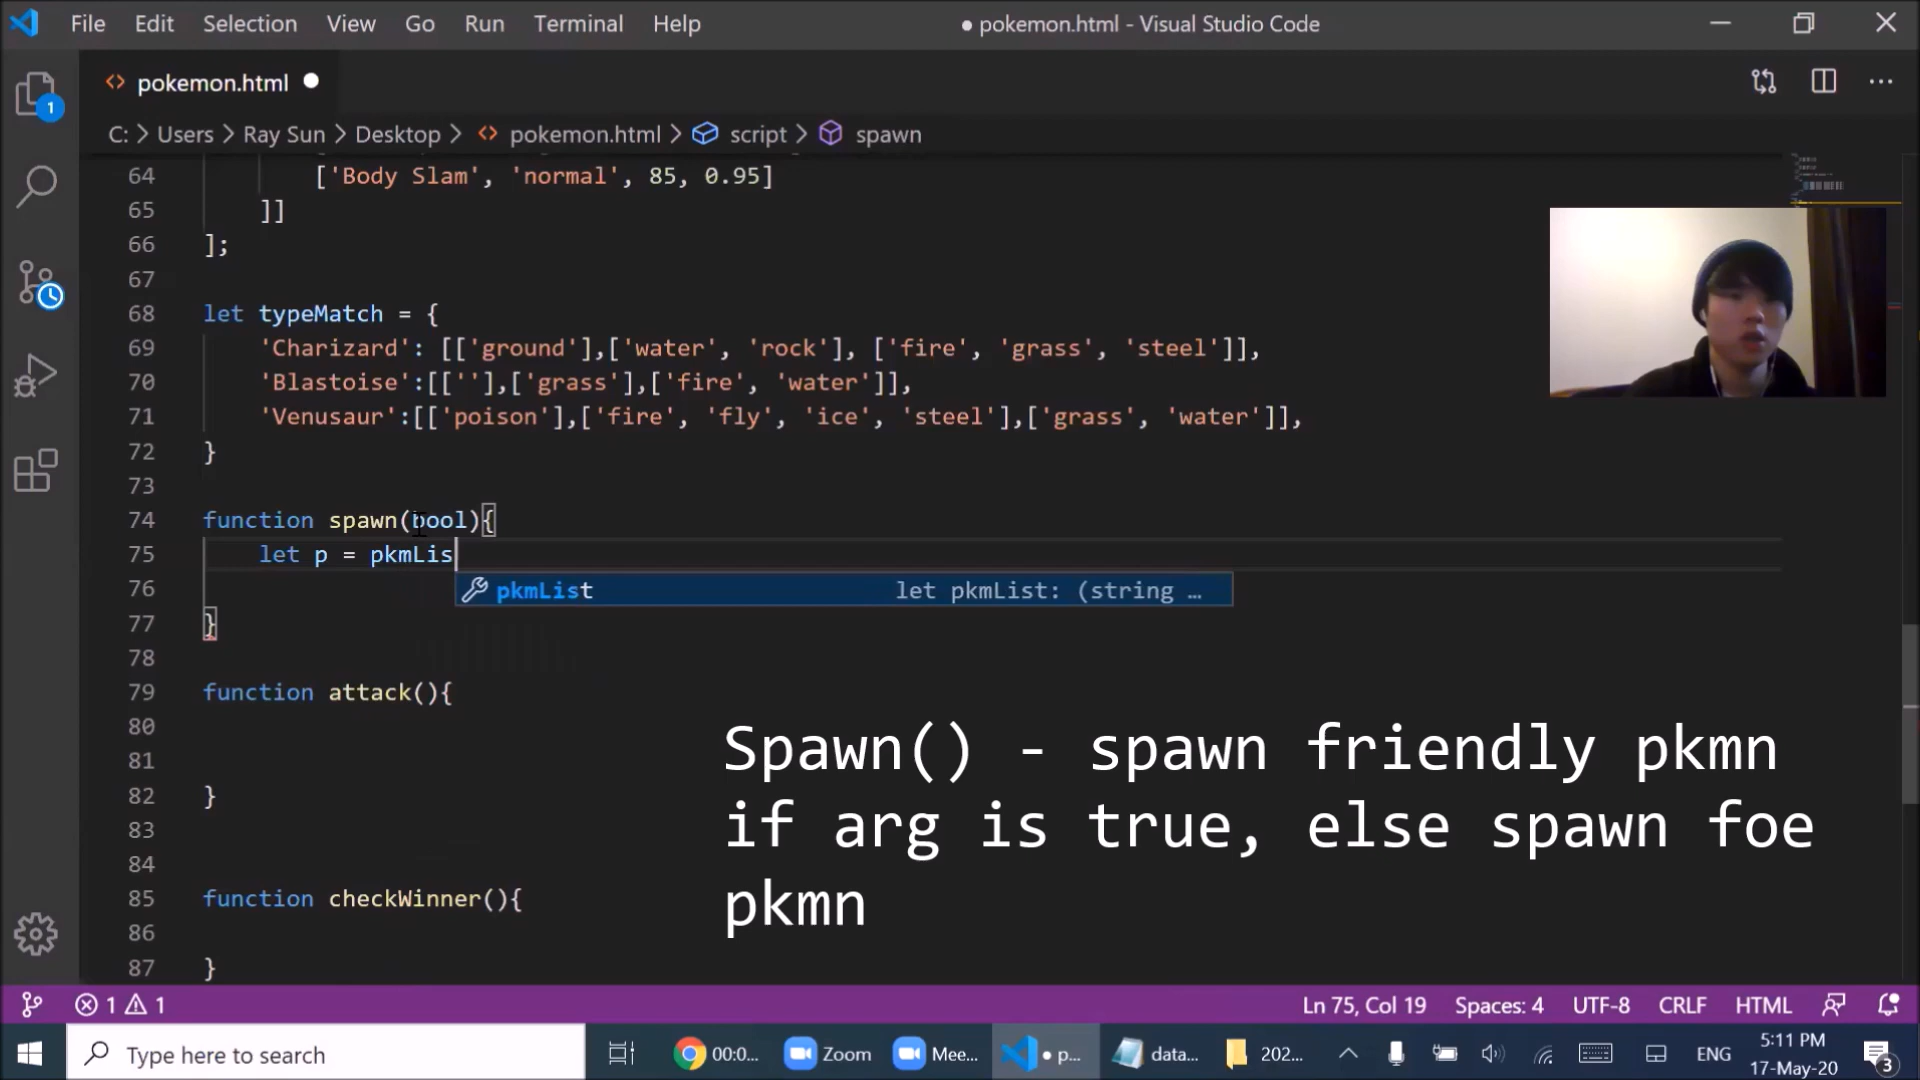 File Edit Selection View Go Run Terminal Help ● pokemon.html - Visual Studio Code
<> pokemon.html ●
C: > Users > Ray Sun > Desktop > <> pokemon.html > script > spawn
64 ['Body Slam', 'normal', 85, 0.95]
65 ]]
66 ];
67
68 let typeMatch = {
69 'Charizard': [['ground'],['water', 'rock'], ['fire', 'grass', 'steel']],
70 'Blastoise':[[''],['grass'],['fire', 'water']],
71 'Venusaur':[['poison'],['fire', 'fly', 'ice', 'steel'],['grass', 'water']],
72 }
73
74 function spawn(bool){
75 let p = pkmLis
76 pkmList let pkmList: (string …
77 }
78
79 function attack(){
80
81
82 }
83
84
85 function checkWinner(){
86
87 }
Spawn() - spawn friendly pkmn
if arg is true, else spawn foe
pkmn
1 1 Ln 75, Col 19 Spaces: 4 UTF-8 CRLF HTML
Type here to search 00:0... Zoom Mee... ● p... data... 202... ENG 5:11 PM
17-May-20 3
1